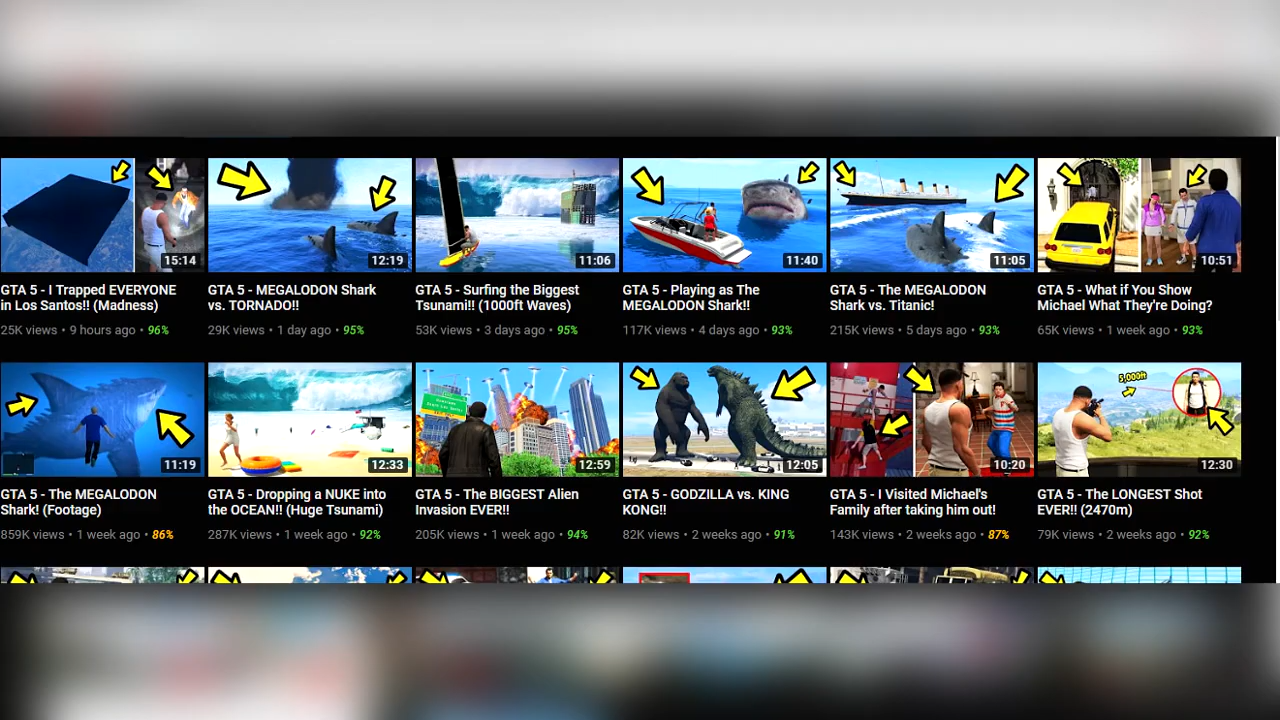 15:14
12:19
11:06
11:40
11:05
10:51
GTA 5 - I Trapped EVERYONE
in Los Santos!! (Madness)
25K views • 9 hours ago • 96%
GTA 5 - MEGALODON Shark
vs. TORNADO!!
29K views • 1 day ago • 95%
GTA 5 - Surfing the Biggest
Tsunami!! (1000ft Waves)
53K views • 3 days ago • 95%
GTA 5 - Playing as The
MEGALODON Shark!!
117K views • 4 days ago • 93%
GTA 5 - The MEGALODON
Shark vs. Titanic!
215K views • 5 days ago • 93%
GTA 5 - What if You Show
Michael What They're Doing?
65K views • 1 week ago • 93%
11:19
12:33
12:59
12:05
10:20
5,000ft
12:30
GTA 5 - The MEGALODON
Shark! (Footage)
859K views • 1 week ago • 86%
GTA 5 - Dropping a NUKE into
the OCEAN!! (Huge Tsunami)
287K views • 1 week ago • 92%
GTA 5 - The BIGGEST Alien
Invasion EVER!!
205K views • 1 week ago • 94%
GTA 5 - GODZILLA vs. KING
KONG!!
82K views • 2 weeks ago • 91%
GTA 5 - I Visited Michael's
Family after taking him out!
143K views • 2 weeks ago • 87%
GTA 5 - The LONGEST Shot
EVER!! (2470m)
79K views • 2 weeks ago • 92%